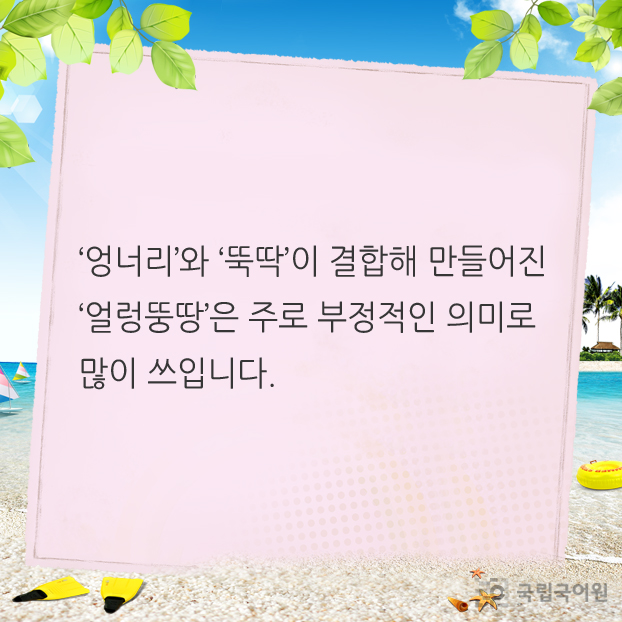 ‘엉너리’와 ‘뚝딱’이 결합해 만들어진
‘얼렁뚱땅’은 주로 부정적인 의미로
많이 쓰입니다.
국립국어원